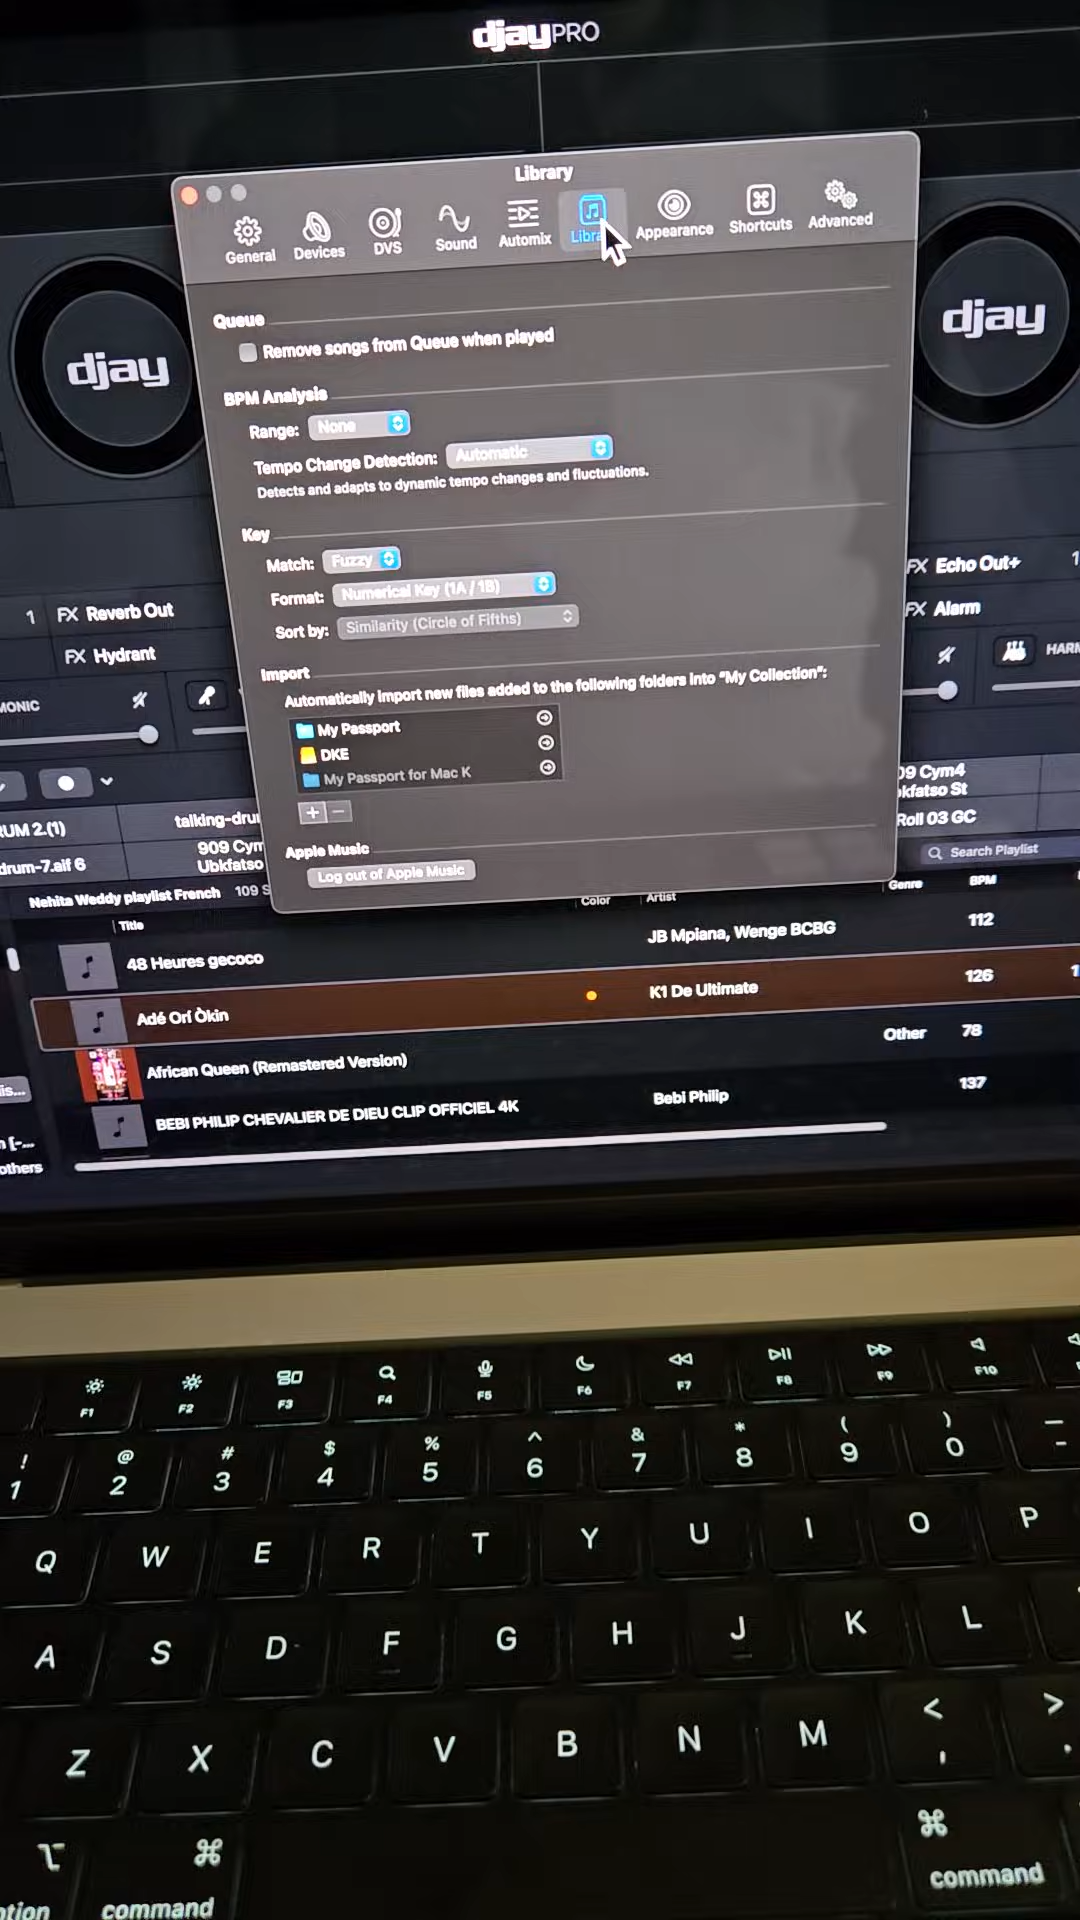 djay PRO
Library
General
Devices
DVS
Sound
Automix
Appearance
Shortcuts
Advanced
djay
djay
Queue
Remove songs from Queue when played
BPM Analysis
Range: None
Tempo Change Detection: Automatic
Detects and adapts to dynamic tempo changes and fluctuations.
Key
Match: Fuzzy
Format: Numerical Key (1A / 1B)
Sort by: Similarity (Circle of Fifths)
Import
Automatically import new files added to the following folders into “My Collection”:
My Passport
DKE
My Passport for Mac K
+ −
Apple Music
Log out of Apple Music
1 FX Reverb Out
FX Hydrant
FX Echo Out+
FX Alarm
talking-dru
909 Cym
Ubkfatso
drum-7.aif 6
09 Cym4
kfatso St
Roll 03 GC
Search Playlist
Nehita Weddy playlist French 109 S
Title Color Artist Genre BPM
48 Heures gecoco JB Mpiana, Wenge BCBG 112
Adé Orí Òkin K1 De Ultimate 126
African Queen (Remastered Version) Other 78
BEBI PHILIP CHEVALIER DE DIEU CLIP OFFICIEL 4K Bebi Philip 137
others
F1 F2 F3 F4 F5 F6 F7 F8 F9 F10
! @ # $ % ^ & * ( ) —
1 2 3 4 5 6 7 8 9 0 -
Q W E R T Y U I O P
A S D F G H J K L
Z X C V B N M < , > .
⌥ ⌘ ⌘
command command